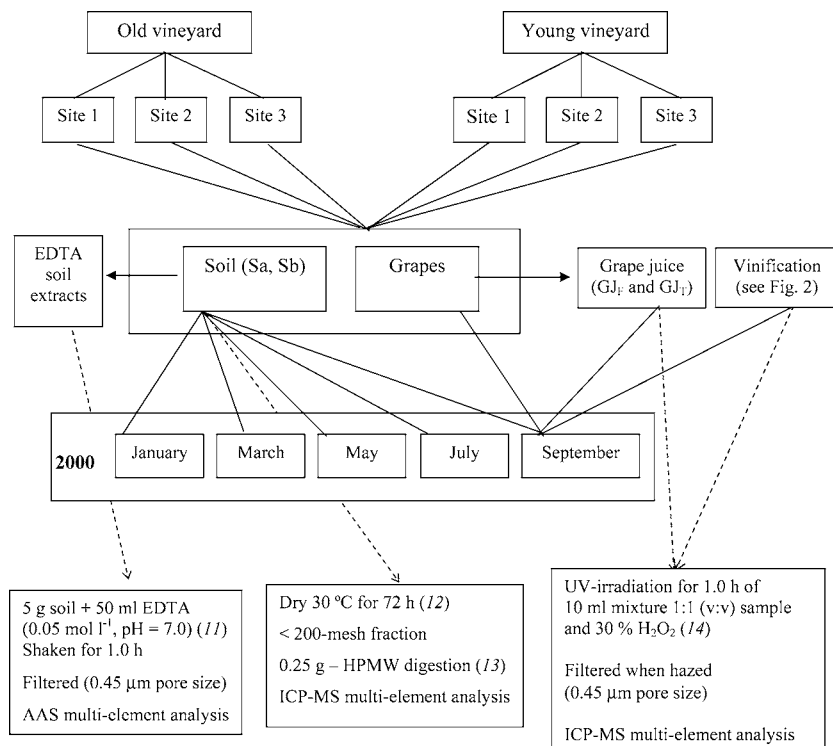 Old vineyard
Young vineyard
Site 1
Site 2
Site 3
Site 1
Site 2
Site 3
EDTA
soil
extracts
Soil (Sa, Sb)
Grapes
Grape juice
(GJF and GJT)
Vinification
(see Fig. 2)
2000
January
March
May
July
September
5 g soil + 50 ml EDTA
(0.05 mol l⁻¹, pH = 7.0) (11)
Shaken for 1.0 h
Filtered (0.45 μm pore size)
AAS multi-element analysis
Dry 30 ºC for 72 h (12)
< 200-mesh fraction
0.25 g – HPMW digestion (13)
ICP-MS multi-element analysis
UV-irradiation for 1.0 h of
10 ml mixture 1:1 (v:v) sample
and 30 % H₂O₂ (14)
Filtered when hazed
(0.45 μm pore size)
ICP-MS multi-element analysis